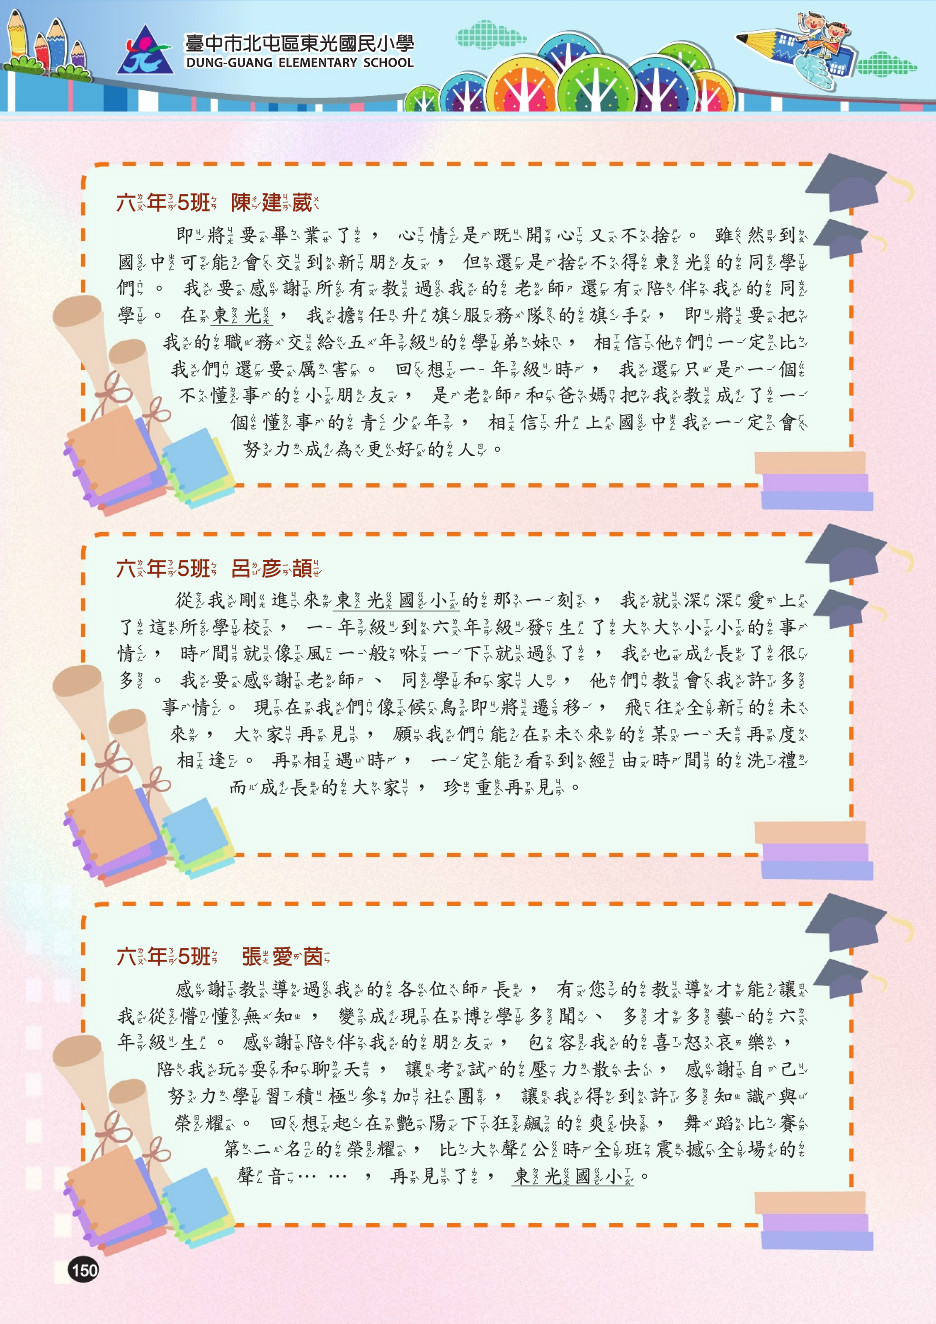 臺中市北屯區東光國民小學
DUNG-GUANG ELEMENTARY SCHOOL
六年5班 陳建葳
即將要畢業了，心情是既開心又不捨。雖然到
國中可能會交到新朋友，但還是捨不得東光的同學
們。我要感謝所有教過我的老師還有陪伴我的同
學。在東光，我擔任升旗服務隊的旗手，即將要把
我的職務交給五年級的學弟妹，相信他們一定比
我們還要厲害。回想一年級時，我還只是一個
不懂事的小朋友，是老師和爸媽把我教成了一
個懂事的青少年，相信升上國中我一定會
努力成為更好的人。
六年5班 呂彥頡
從我剛進來東光國小的那一刻，我就深深愛上
了這所學校，一年級到六年級發生了大大小小的事
情，時間就像風一般咻一下就過了，我也成長了很
多。我要感謝老師、同學和家人，他們教會我許多
事情。現在我們像候鳥即將遷移，飛往全新的未
來，大家再見，願我們能在未來的某一天再度
相逢。再相遇時，一定能看到經由時間的洗禮
而成長的大家，珍重再見。
六年5班 張愛茵
感謝教導過我的各位師長，有您的教導才能讓
我從懵懂無知，變成現在博學多聞、多才多藝的六
年級生。感謝陪伴我的朋友，包容我的喜怒哀樂，
陪我玩耍和聊天，讓考試的壓力散去，感謝自己
努力學習積極參加社團，讓我得到許多知識與
榮耀。回想起在艷陽下狂飆的爽快，舞蹈比賽
第二名的榮耀，比大聲公時全班震撼全場的
聲音……，再見了，東光國小。
150